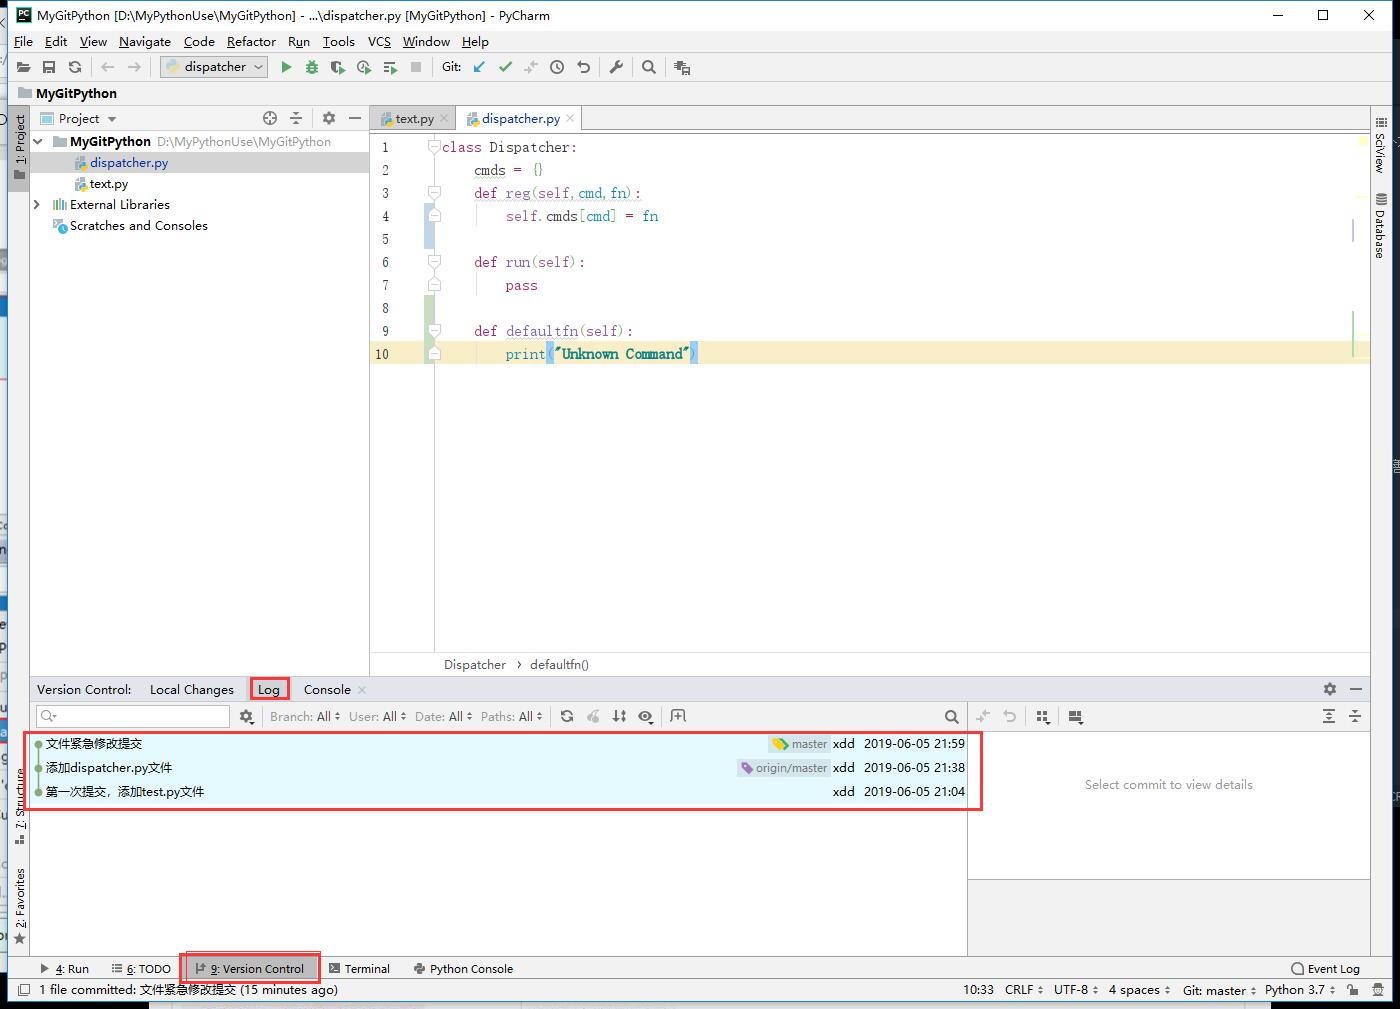 MyGitPython [D:\MyPythonUse\MyGitPython] - ...\dispatcher.py [MyGitPython] - PyCharm
File Edit View Navigate Code Refactor Run Tools VCS Window Help
dispatcher Git:
MyGitPython
1: Project
Project
MyGitPython D:\MyPythonUse\MyGitPython
dispatcher.py
text.py
External Libraries
Scratches and Consoles
text.py dispatcher.py
1 class Dispatcher:
2 cmds = {}
3 def reg(self,cmd,fn):
4 self.cmds[cmd] = fn
5
6 def run(self):
7 pass
8
9 def defaultfn(self):
10 print("Unknown Command")
SciView
Database
Dispatcher › defaultfn()
Version Control: Local Changes Log Console
Branch: All User: All Date: All Paths: All
文件紧急修改提交 master xdd 2019-06-05 21:59
添加dispatcher.py文件 origin/master xdd 2019-06-05 21:38
第一次提交，添加test.py文件 xdd 2019-06-05 21:04
Select commit to view details
7: Structure
2: Favorites
4: Run 6: TODO 9: Version Control Terminal Python Console Event Log
1 file committed: 文件紧急修改提交 (15 minutes ago) 10:33 CRLF UTF-8 4 spaces Git: master Python 3.7